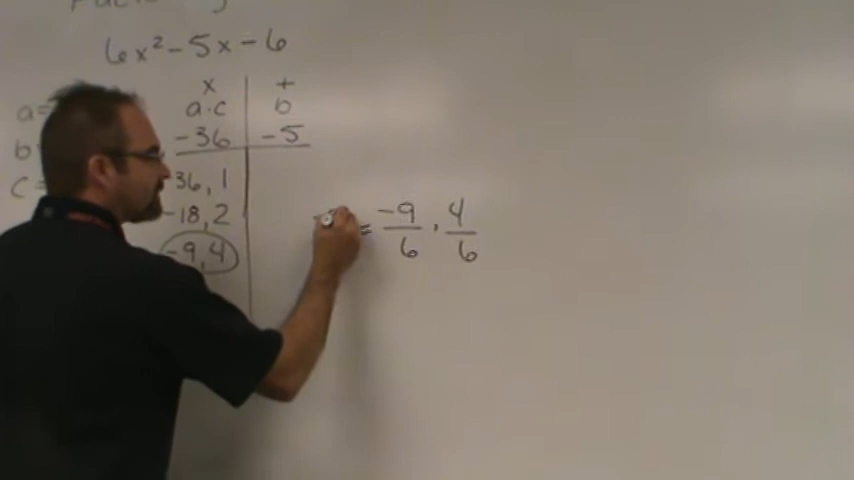 6x² - 5x - 6
x +
a = a·c b
b -36 -5
c = 36, 1
-18, 2
-9, 4
= -9/6 · 4/6